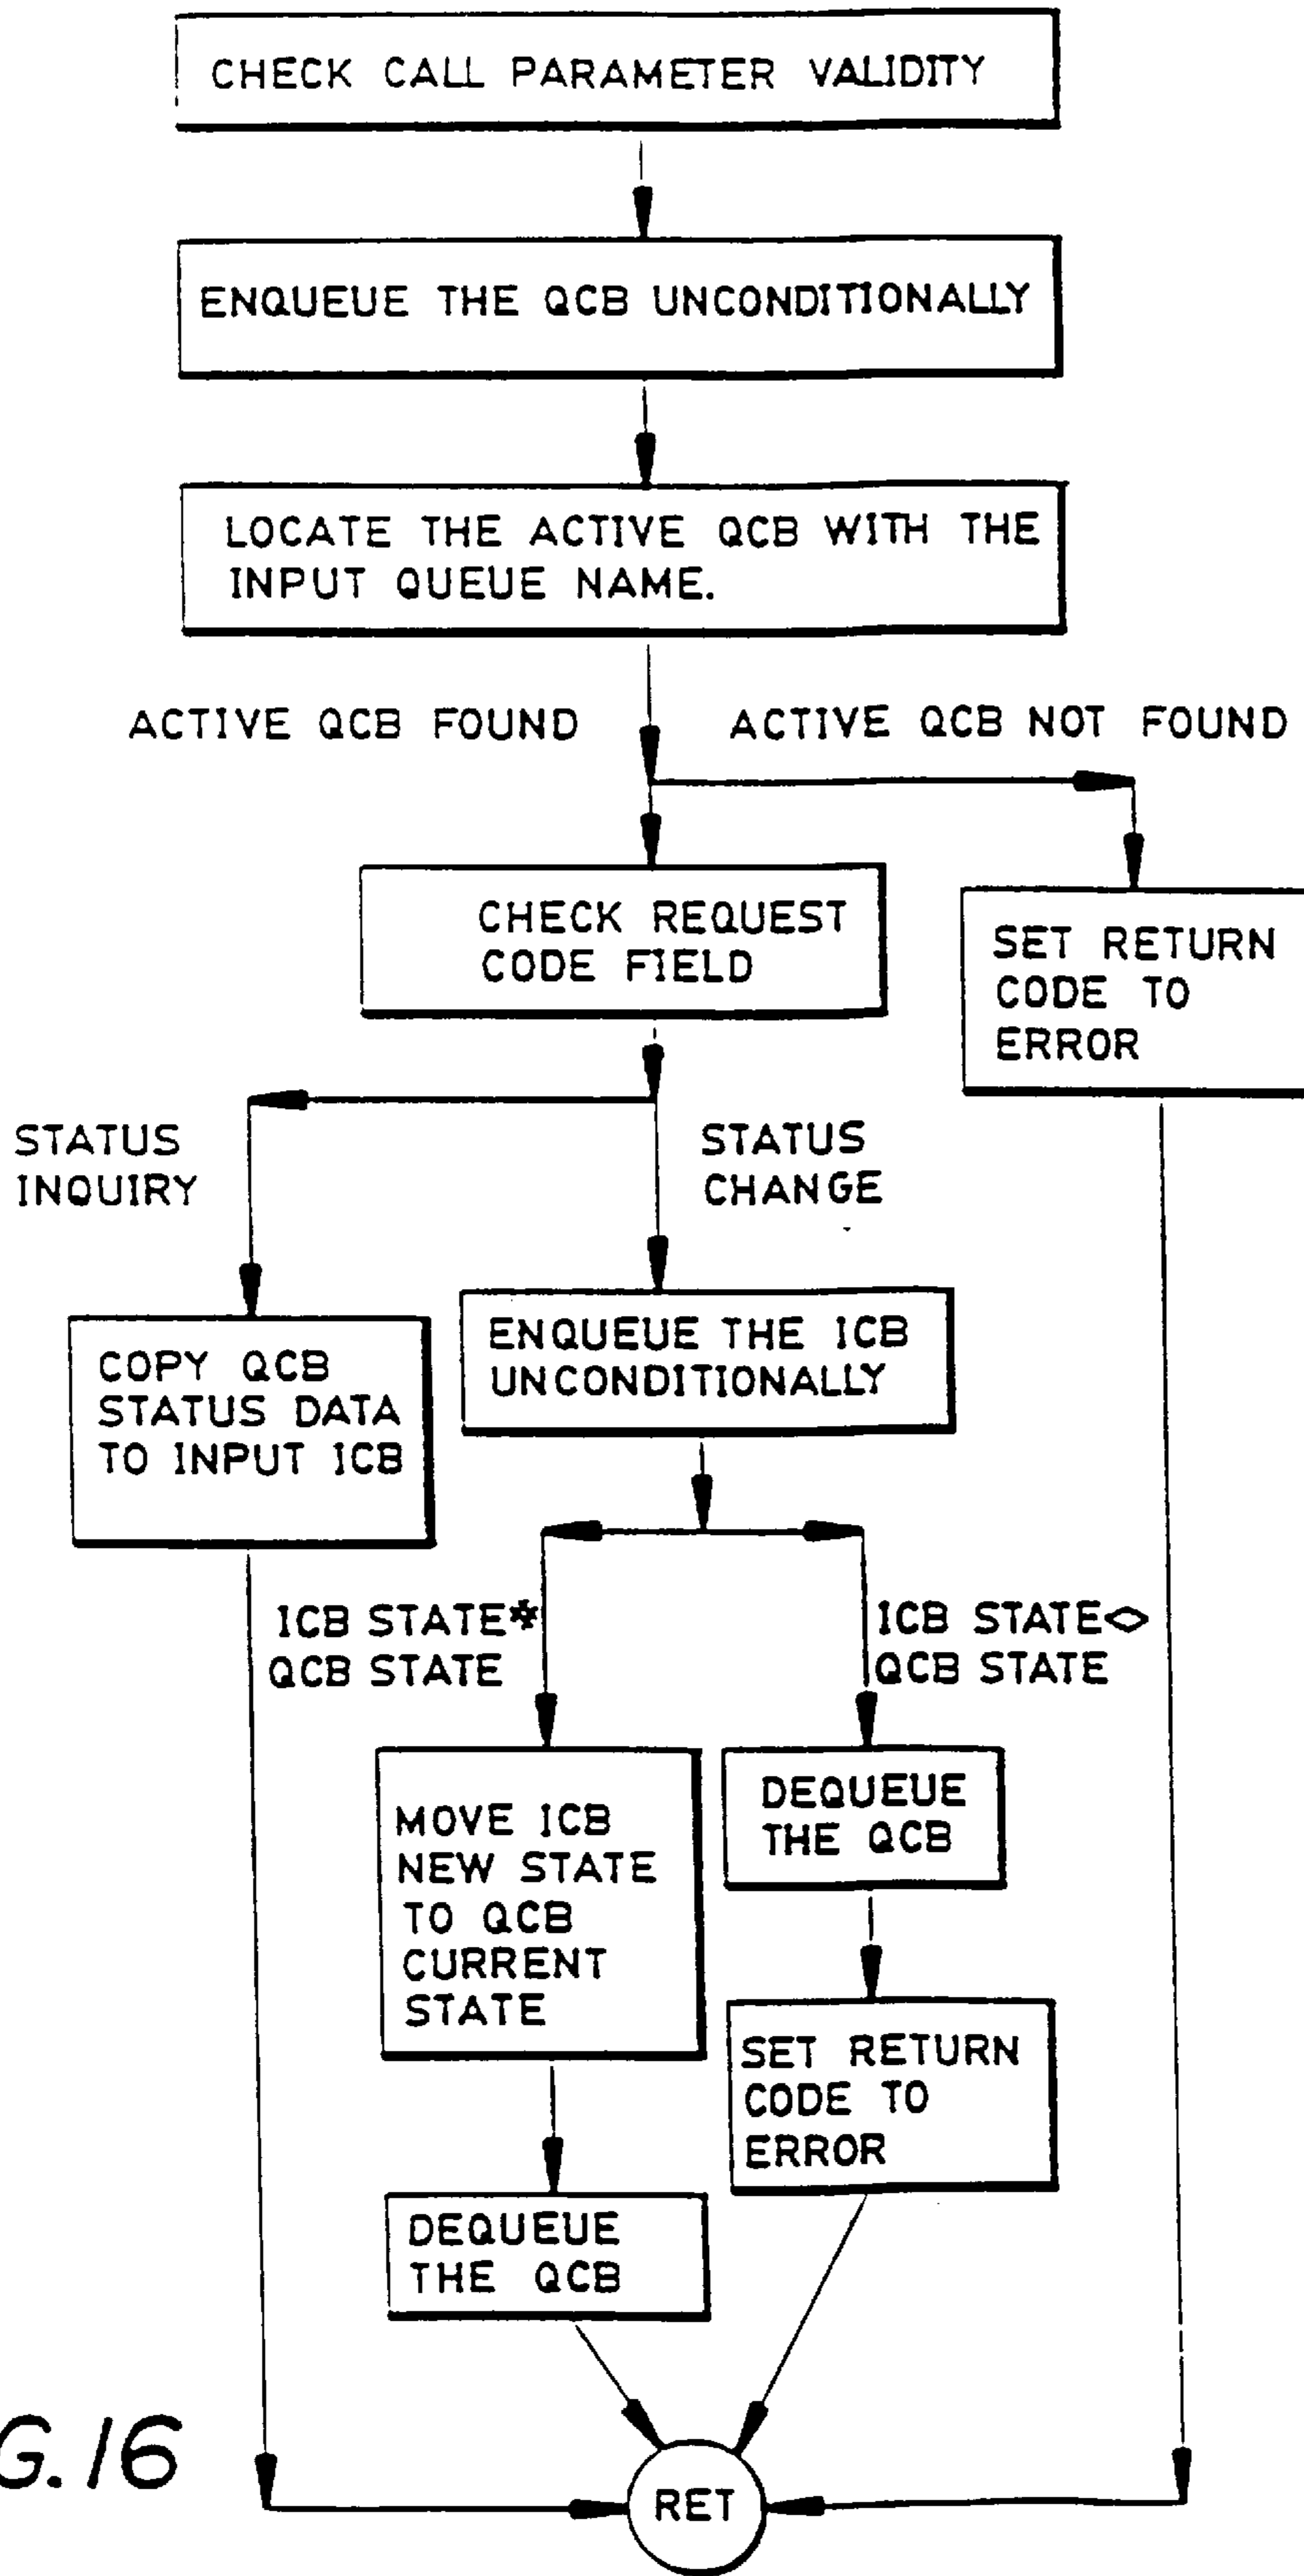 CHECK CALL PARAMETER VALIDITY
ENQUEUE THE QCB UNCONDITIONALLY
LOCATE THE ACTIVE QCB WITH THE
INPUT QUEUE NAME.
ACTIVE QCB FOUND
ACTIVE QCB NOT FOUND
CHECK REQUEST
CODE FIELD
SET RETURN
CODE TO
ERROR
STATUS
INQUIRY
STATUS
CHANGE
COPY QCB
STATUS DATA
TO INPUT ICB
ENQUEUE THE ICB
UNCONDITIONALLY
ICB STATE*
QCB STATE
ICB STATE<>
QCB STATE
MOVE ICB
NEW STATE
TO QCB
CURRENT
STATE
DEQUEUE
THE QCB
SET RETURN
CODE TO
ERROR
DEQUEUE
THE QCB
RET
G.16